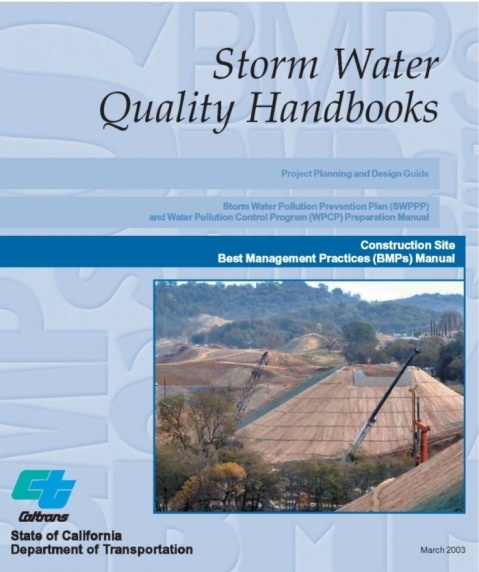 Storm Water
Quality Handbooks
Project Planning and Design Guide
Storm Water Pollution Prevention Plan (SWPPP)
and Water Pollution Control Program (WPCP) Preparation Manual
Construction Site
Best Management Practices (BMPs) Manual
ct
Caltrans
State of California
Department of Transportation
March 2003